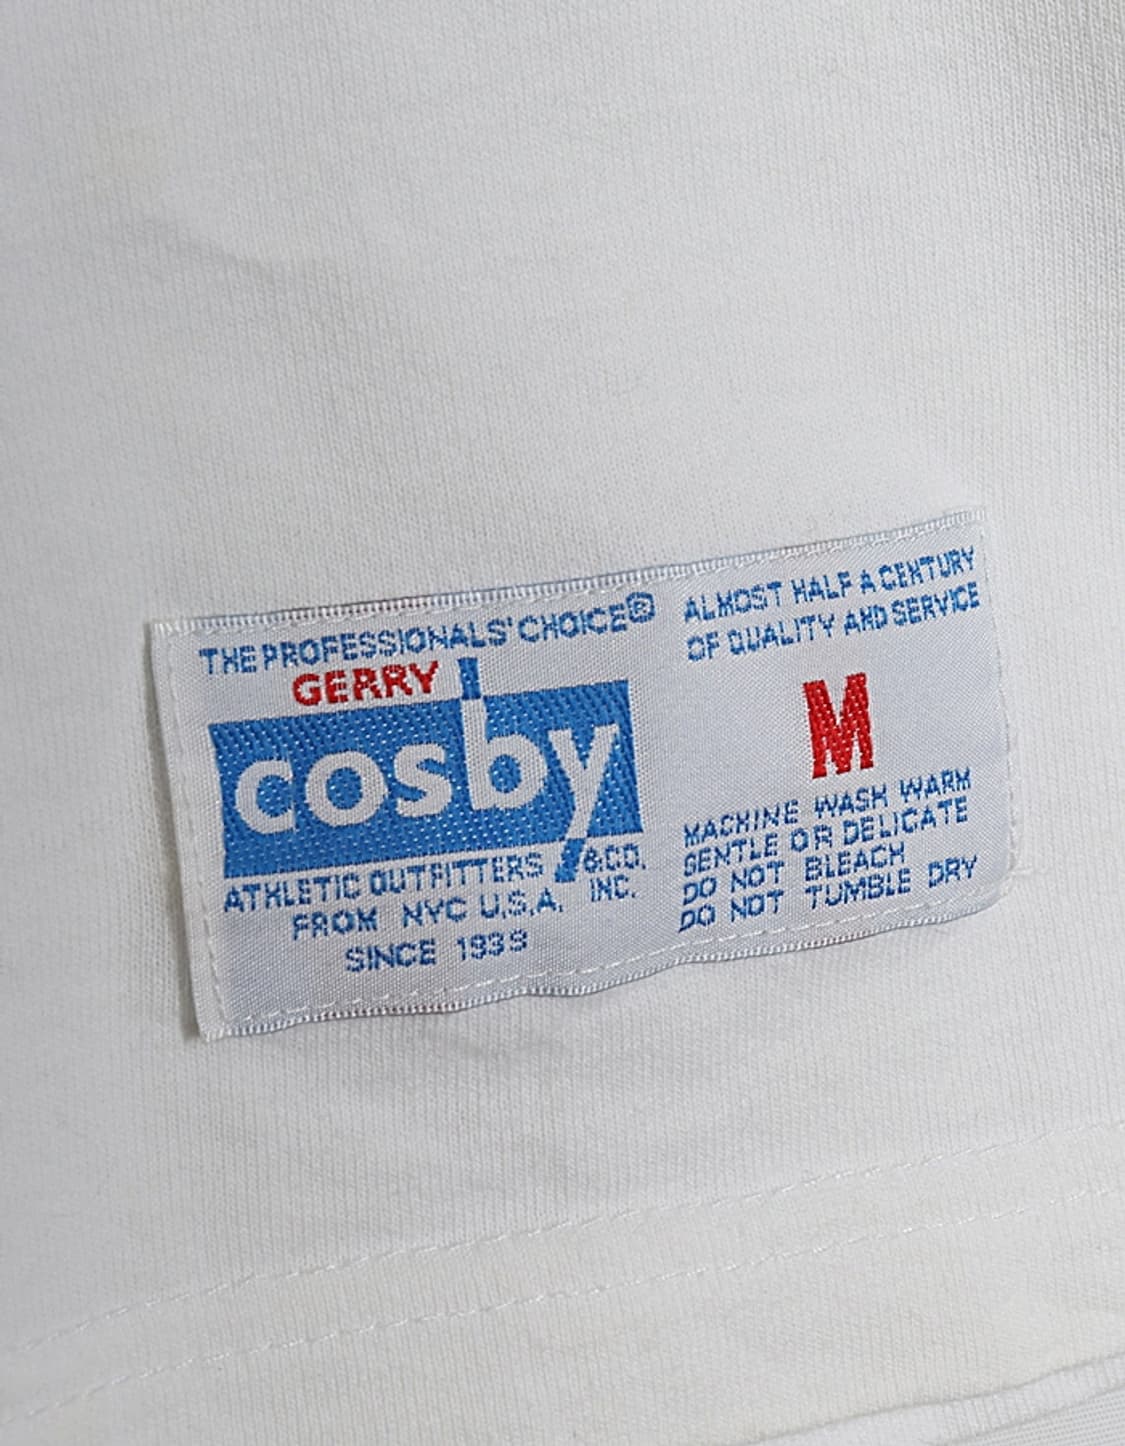 THE PROFESSIONALS' CHOICE®
GERRY
cosby
ATHLETIC OUTFITTERS &CO.
FROM NYC U.S.A. INC.
SINCE 1939
ALMOST HALF A CENTURY
OF QUALITY AND SERVICE
M
MACHINE WASH WARM
GENTLE OR DELICATE
DO NOT BLEACH
DO NOT TUMBLE DRY